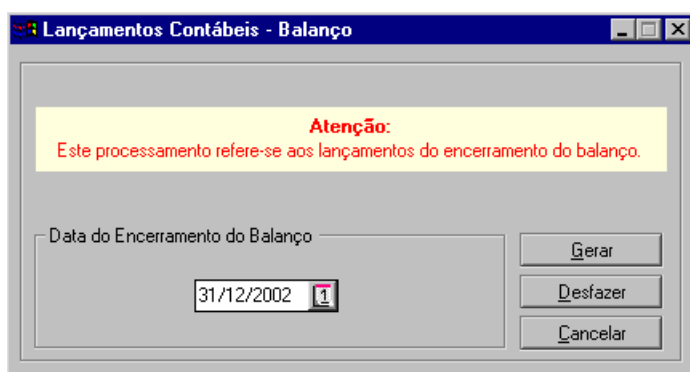 Lançamentos Contábeis - Balanço
Atenção:
Este processamento refere-se aos lançamentos do encerramento do balanço.
Data do Encerramento do Balanço
31/12/2002
1
Gerar
Desfazer
Cancelar